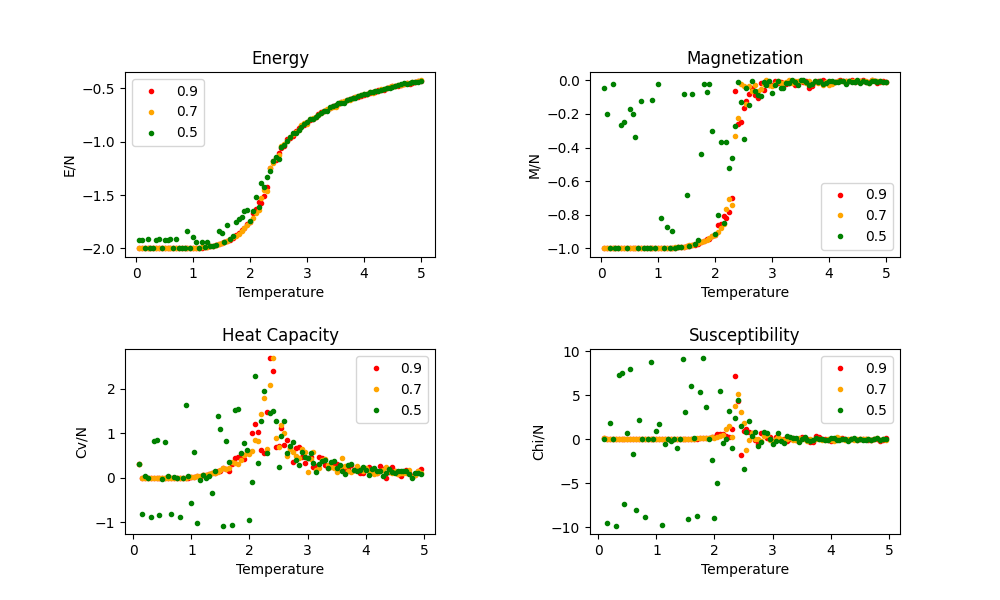 Energy
E/N
−0.5
−1.0
−1.5
−2.0
0.9
0.7
0.5
0 1 2 3 4 5
Temperature
Magnetization
M/N
0.0
−0.2
−0.4
−0.6
−0.8
−1.0
0.9
0.7
0.5
0 1 2 3 4 5
Temperature
Heat Capacity
Cv/N
2
1
0
−1
0.9
0.7
0.5
0 1 2 3 4 5
Temperature
Susceptibility
Chi/N
10
5
0
−5
−10
0.9
0.7
0.5
0 1 2 3 4 5
Temperature